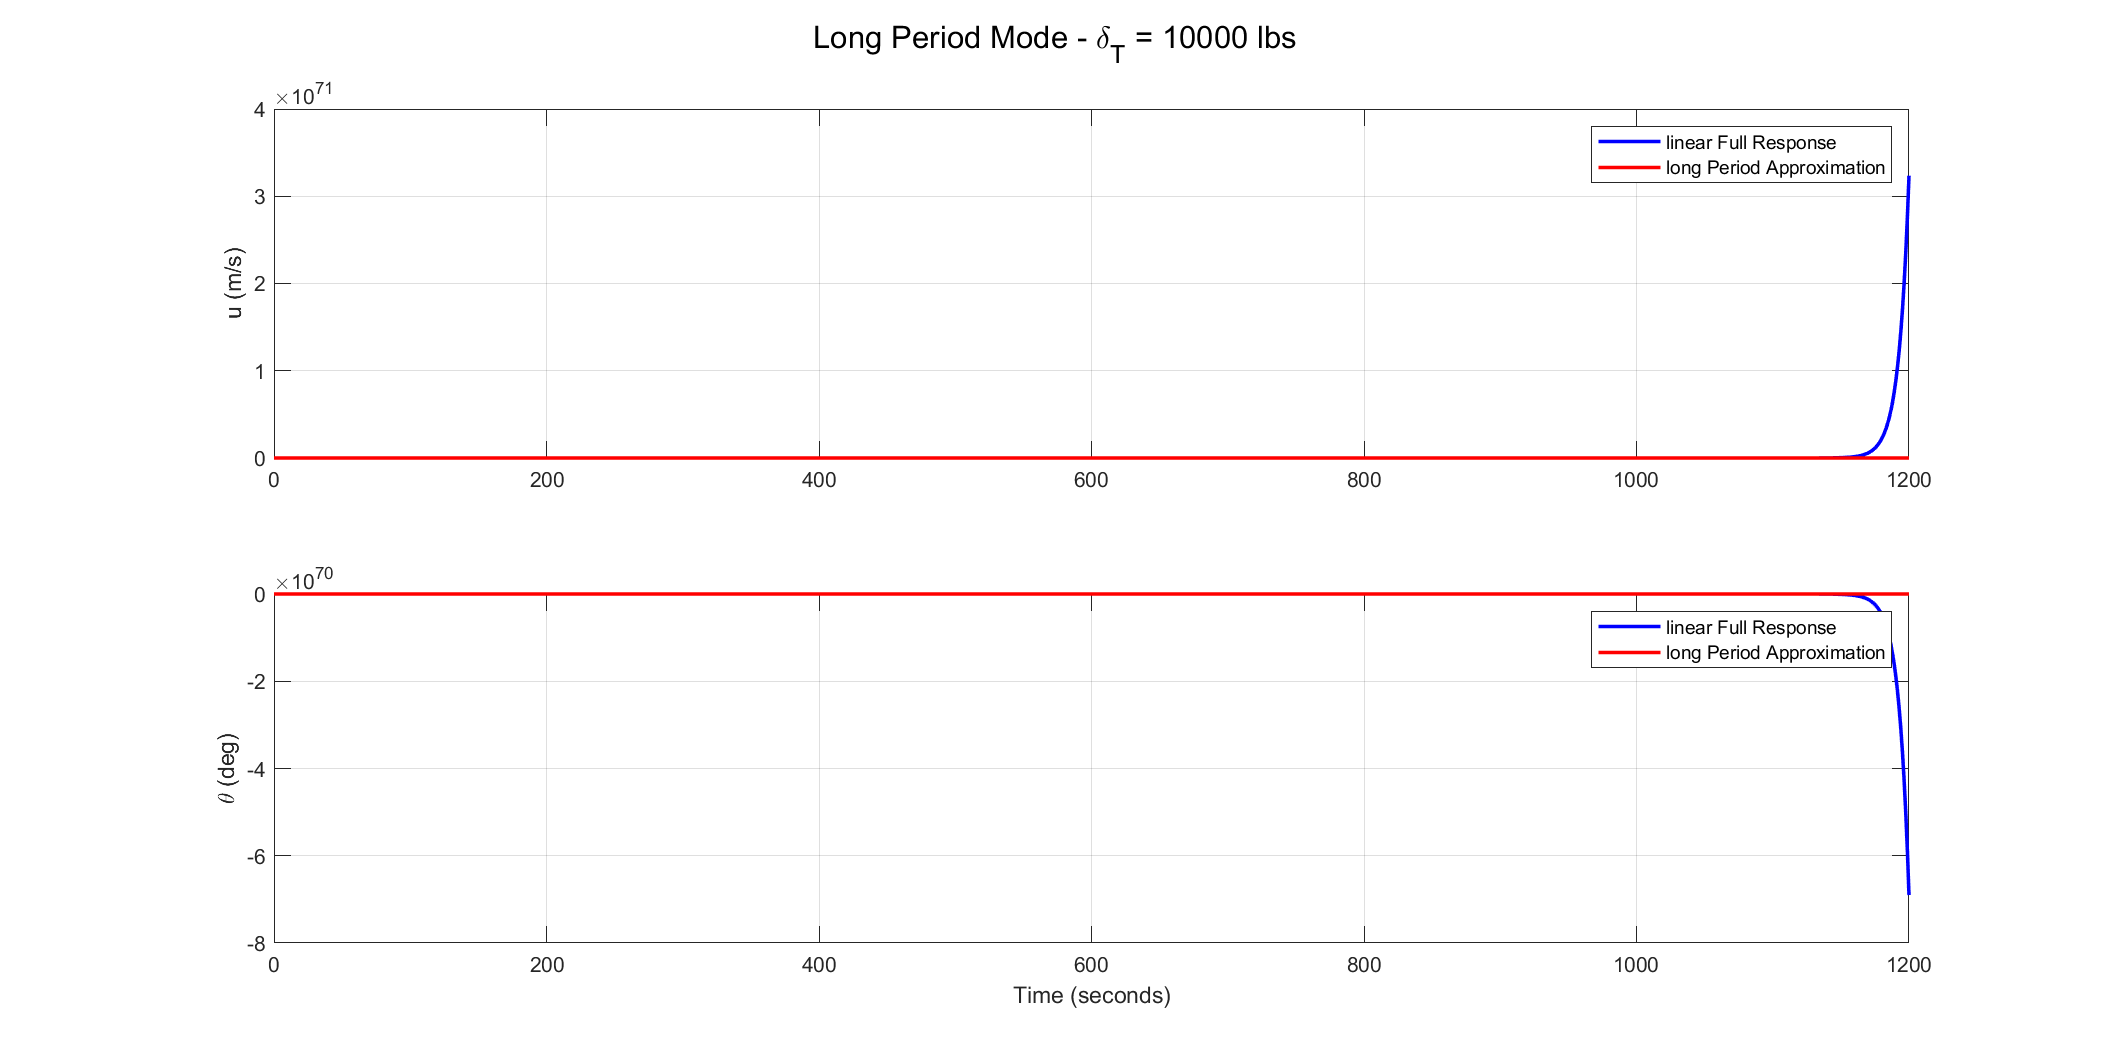 Long Period Mode - δ_T = 10000 lbs
×10^71
4
3
2
1
0
u (m/s)
linear Full Response
long Period Approximation
0 200 400 600 800 1000 1200
×10^70
0
-2
-4
-6
-8
θ (deg)
linear Full Response
long Period Approximation
0 200 400 600 800 1000 1200
Time (seconds)